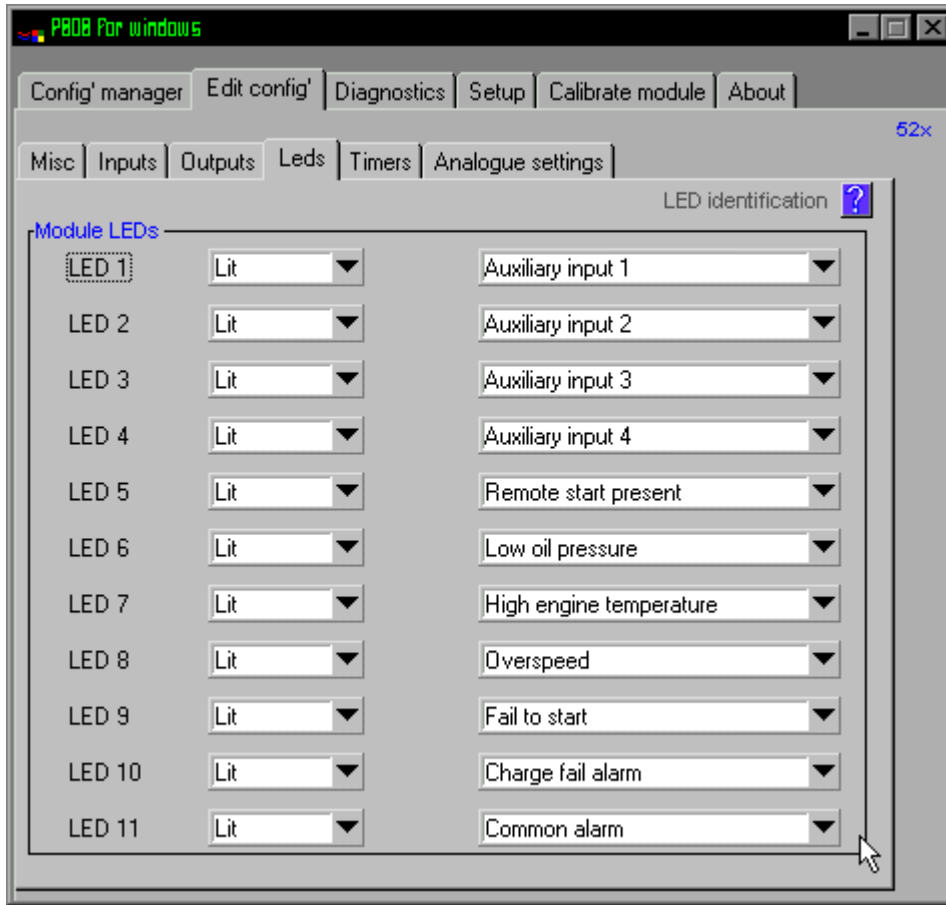 P808 For windows
Config' manager Edit config' Diagnostics Setup Calibrate module About
52x
Misc Inputs Outputs Leds Timers Analogue settings
LED identification ?
Module LEDs
LED 1 Lit Auxiliary input 1
LED 2 Lit Auxiliary input 2
LED 3 Lit Auxiliary input 3
LED 4 Lit Auxiliary input 4
LED 5 Lit Remote start present
LED 6 Lit Low oil pressure
LED 7 Lit High engine temperature
LED 8 Lit Overspeed
LED 9 Lit Fail to start
LED 10 Lit Charge fail alarm
LED 11 Lit Common alarm